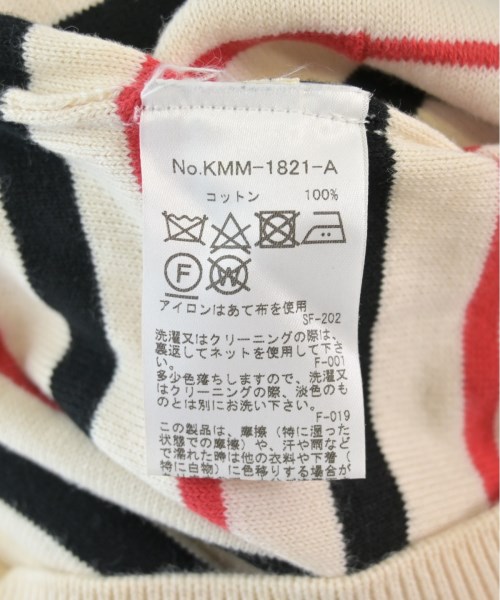 No.KMM-1821-A
コットン 100%
F W
アイロンはあて布を使用
SF-202
洗濯又はクリーニングの際は、
裏返してネットを使用して下さ
い。 F-001
多少色落ちしますので、洗濯又
はクリーニングの際、淡色のも
のとは別にお洗い下さい。
F-019
この製品は、摩擦（特に湿った
状態での摩擦）や、汗や雨など
で濡れた時は他の衣料や下着（
特に白物）に色移りする場合が